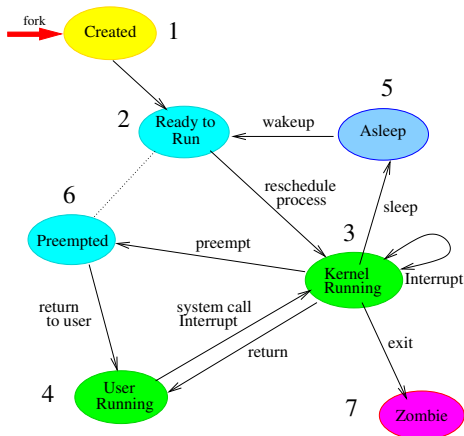 fork
Created
1
5
2
Ready to
Run
wakeup
Asleep
6
reschedule
process
sleep
3
Preempted
preempt
Kernel
Running
Interrupt
return
to user
system call
Interrupt
return
exit
4
User
Running
7
Zombie